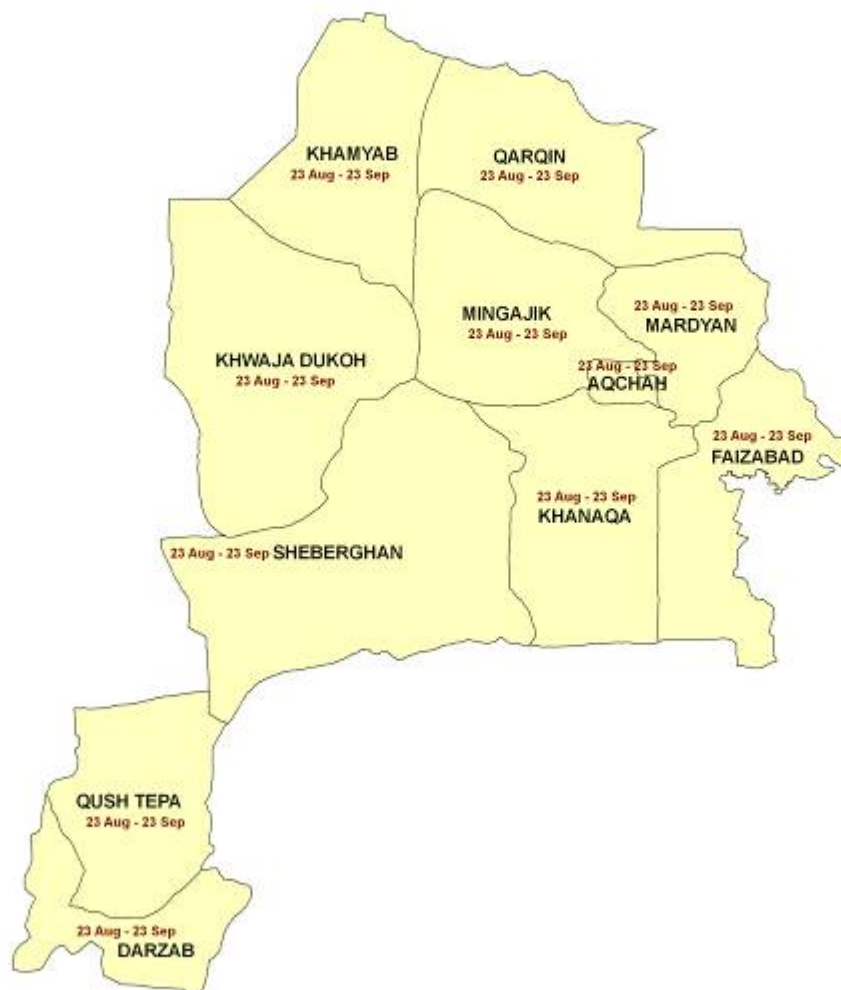 KHAMYAB
23 Aug - 23 Sep
QARQIN
23 Aug - 23 Sep
MINGAJIK
23 Aug - 23 Sep
23 Aug - 23 Sep
MARDYAN
KHWAJA DUKOH
23 Aug - 23 Sep
23 Aug - 23 Sep
AQCHAH
23 Aug - 23 Sep
FAIZABAD
23 Aug - 23 Sep
KHANAQA
23 Aug - 23 Sep SHEBERGHAN
QUSH TEPA
23 Aug - 23 Sep
23 Aug - 23 Sep
DARZAB